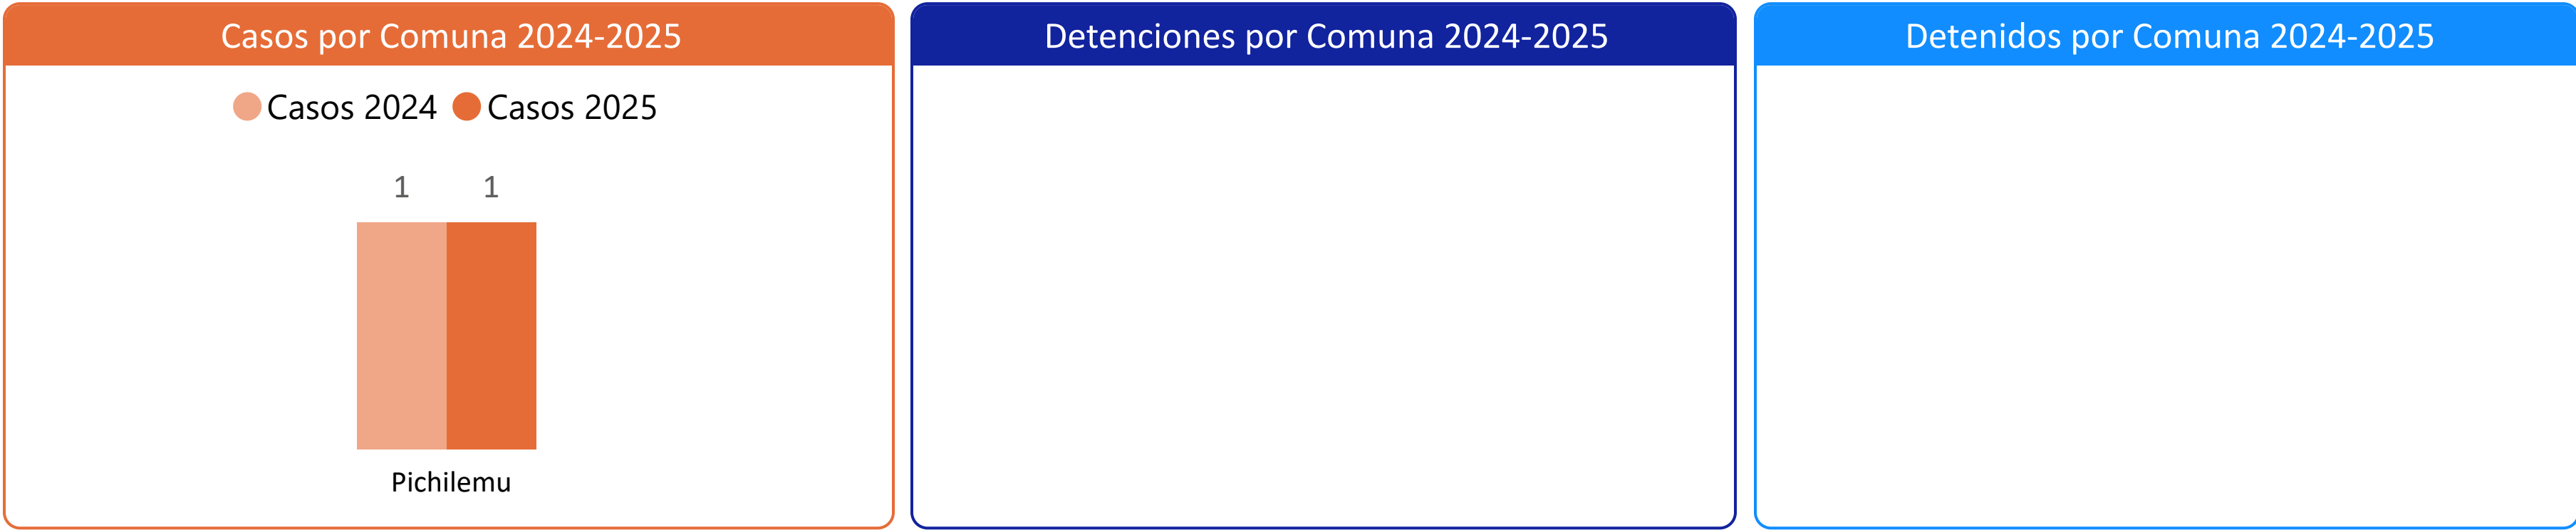 Casos por Comuna 2024-2025
Casos 2024 Casos 2025
1 1
Pichilemu
Detenciones por Comuna 2024-2025
Detenidos por Comuna 2024-2025